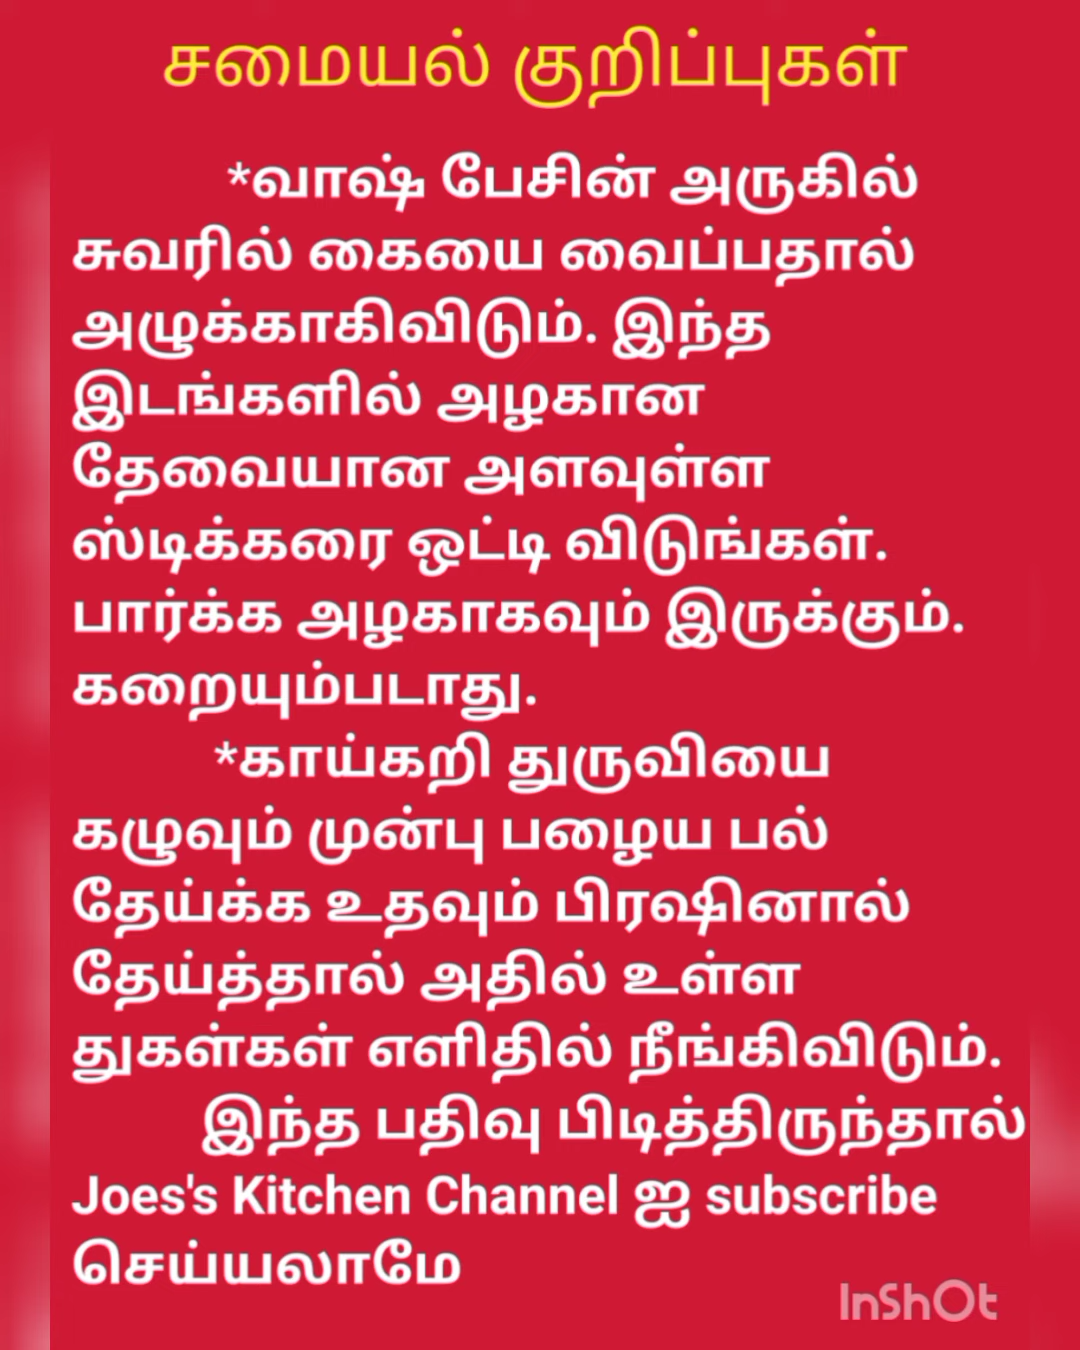 சமையல் குறிப்புகள்
*வாஷ் பேசின் அருகில்
சுவரில் கையை வைப்பதால்
அழுக்காகிவிடும். இந்த
இடங்களில் அழகான
தேவையான அளவுள்ள
ஸ்டிக்கரை ஒட்டி விடுங்கள்.
பார்க்க அழகாகவும் இருக்கும்.
கறையும்படாது.
*காய்கறி துருவியை
கழுவும் முன்பு பழைய பல்
தேய்க்க உதவும் பிரஷினால்
தேய்த்தால் அதில் உள்ள
துகள்கள் எளிதில் நீங்கிவிடும்.
இந்த பதிவு பிடித்திருந்தால்
Joes's Kitchen Channel ஐ subscribe
செய்யலாமே
InShOt